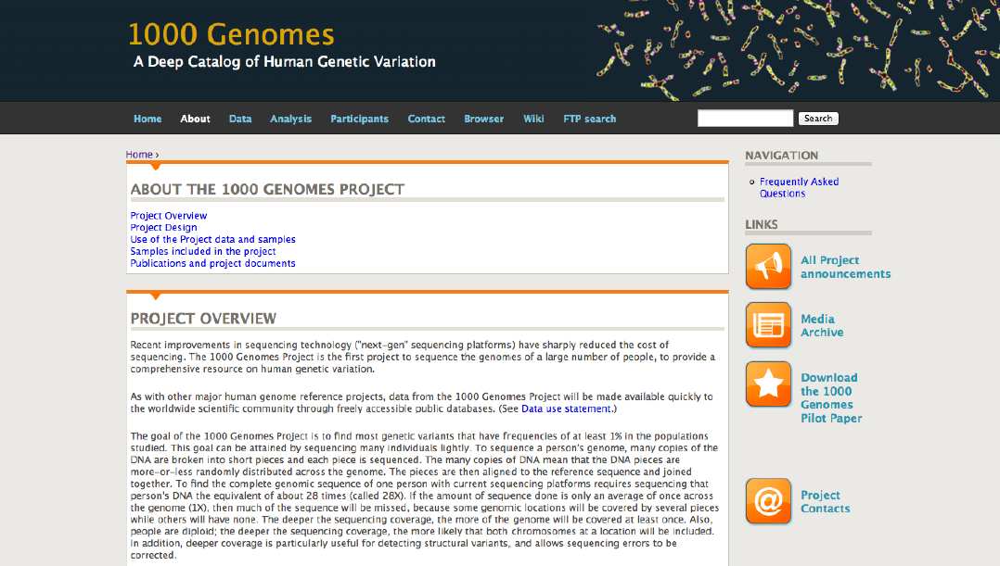 1000 Genomes
A Deep Catalog of Human Genetic Variation
Home About Data Analysis Participants Contact Browser Wiki FTP search Search
Home ›
ABOUT THE 1000 GENOMES PROJECT
Project Overview
Project Design
Use of the Project data and samples
Samples included in the project
Publications and project documents
PROJECT OVERVIEW
Recent improvements in sequencing technology ("next-gen" sequencing platforms) have sharply reduced the cost of
sequencing. The 1000 Genomes Project is the first project to sequence the genomes of a large number of people, to provide a
comprehensive resource on human genetic variation.
As with other major human genome reference projects, data from the 1000 Genomes Project will be made available quickly to
the worldwide scientific community through freely accessible public databases. (See Data use statement.)
The goal of the 1000 Genomes Project is to find most genetic variants that have frequencies of at least 1% in the populations
studied. This goal can be attained by sequencing many individuals lightly. To sequence a person's genome, many copies of the
DNA are broken into short pieces and each piece is sequenced. The many copies of DNA mean that the DNA pieces are
more-or-less randomly distributed across the genome. The pieces are then aligned to the reference sequence and joined
together. To find the complete genomic sequence of one person with current sequencing platforms requires sequencing that
person's DNA the equivalent of about 28 times (called 28X). If the amount of sequence done is only an average of once across
the genome (1X), then much of the sequence will be missed, because some genomic locations will be covered by several pieces
while others will have none. The deeper the sequencing coverage, the more of the genome will be covered at least once. Also,
people are diploid; the deeper the sequencing coverage, the more likely that both chromosomes at a location will be included.
In addition, deeper coverage is particularly useful for detecting structural variants, and allows sequencing errors to be
corrected.
NAVIGATION
Frequently Asked
Questions
LINKS
All Project
announcements
Media
Archive
Download
the 1000
Genomes
Pilot Paper
@
Project
Contacts